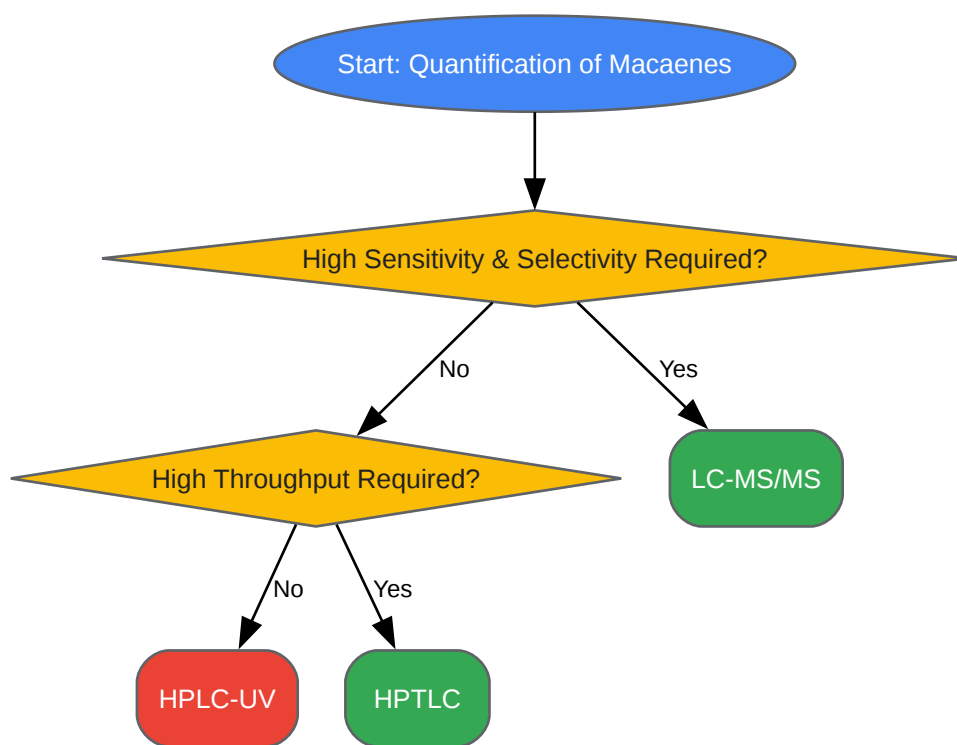 Start: Quantification of Macaenes
High Sensitivity & Selectivity Required?
No
Yes
High Throughput Required?
LC-MS/MS
No
Yes
HPLC-UV
HPTLC